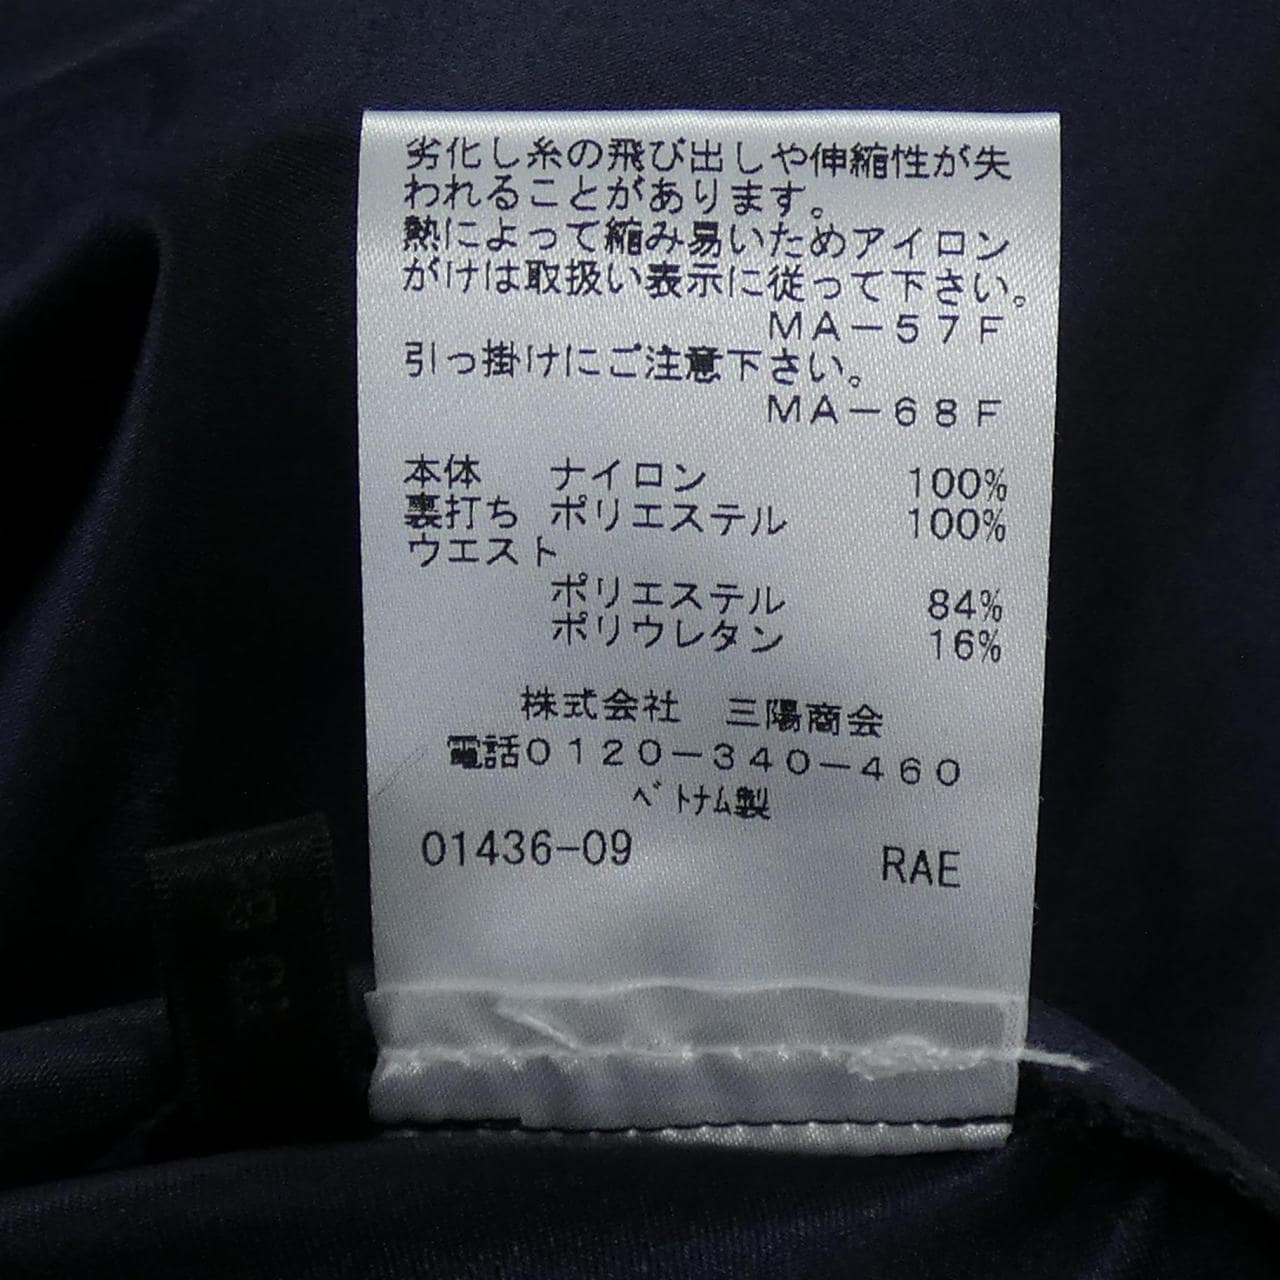 劣化し糸の飛び出しや伸縮性が失
われることがあります。
熱によって縮み易いためアイロン
がけは取扱い表示に従って下さい。
ＭＡ－５７Ｆ
引っ掛けにご注意下さい。
ＭＡ－６８Ｆ
本体 ナイロン 100%
裏打ち ポリエステル 100%
ウエスト
ポリエステル 84%
ポリウレタン 16%
株式会社 三陽商会
電話０１２０－３４０－４６０
ﾍﾞﾄﾅﾑ製
01436-09 RAE